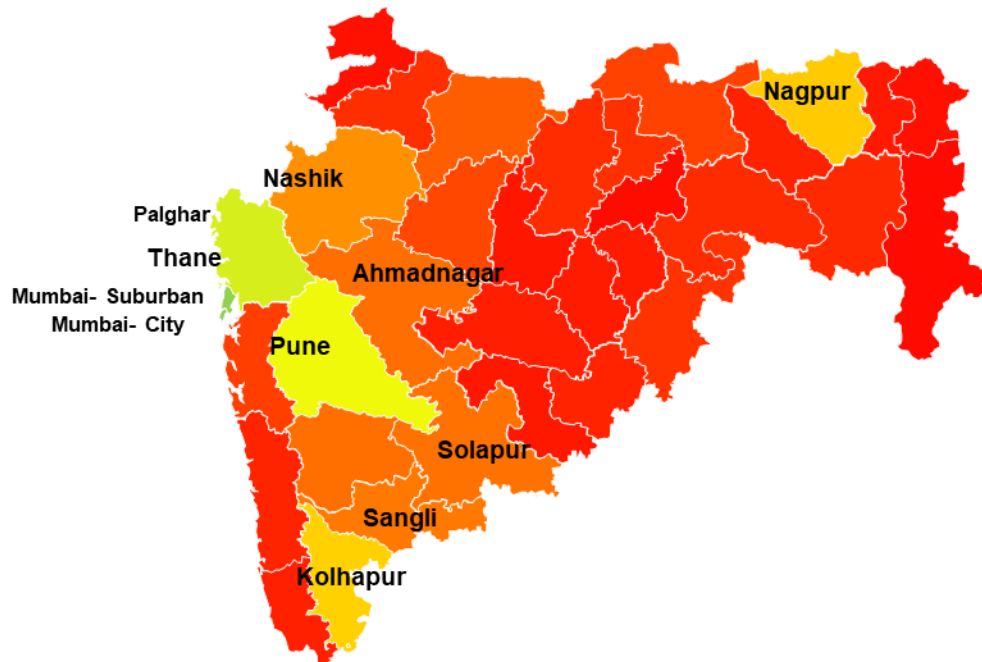 Nagpur
Nashik
Palghar
Thane
Ahmadnagar
Mumbai- Suburban
Mumbai- City
Pune
Solapur
Sangli
Kolhapur